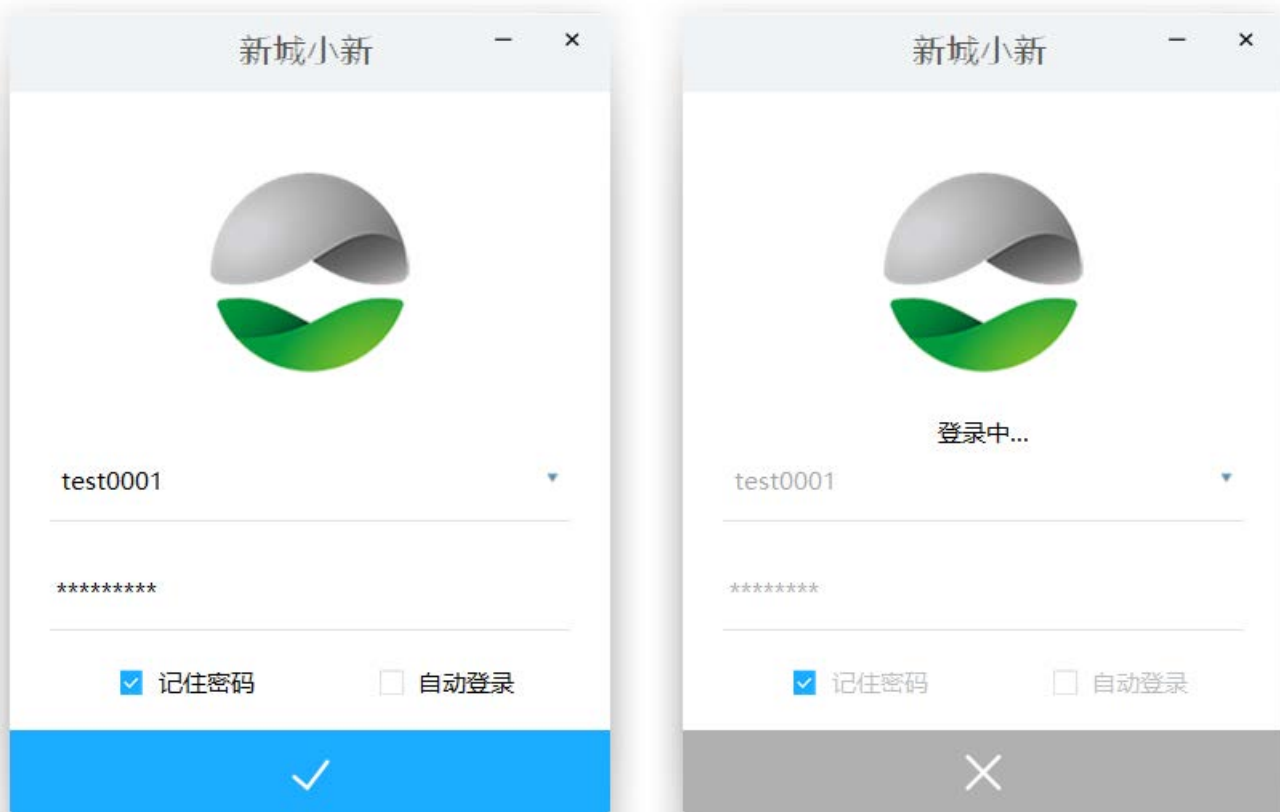 新城小新
test0001
*********
记住密码 自动登录
新城小新
登录中...
test0001
********
记住密码 自动登录